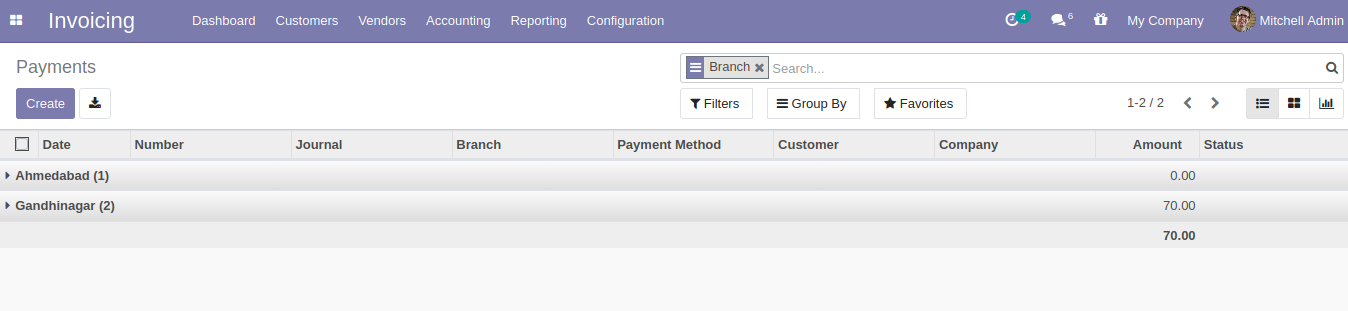 Invoicing Dashboard Customers Vendors Accounting Reporting Configuration 4 6 My Company Mitchell Admin
Payments Branch Search...
Create Filters Group By Favorites 1-2 / 2
Date Number Journal Branch Payment Method Customer Company Amount Status
Ahmedabad (1) 0.00
Gandhinagar (2) 70.00
70.00